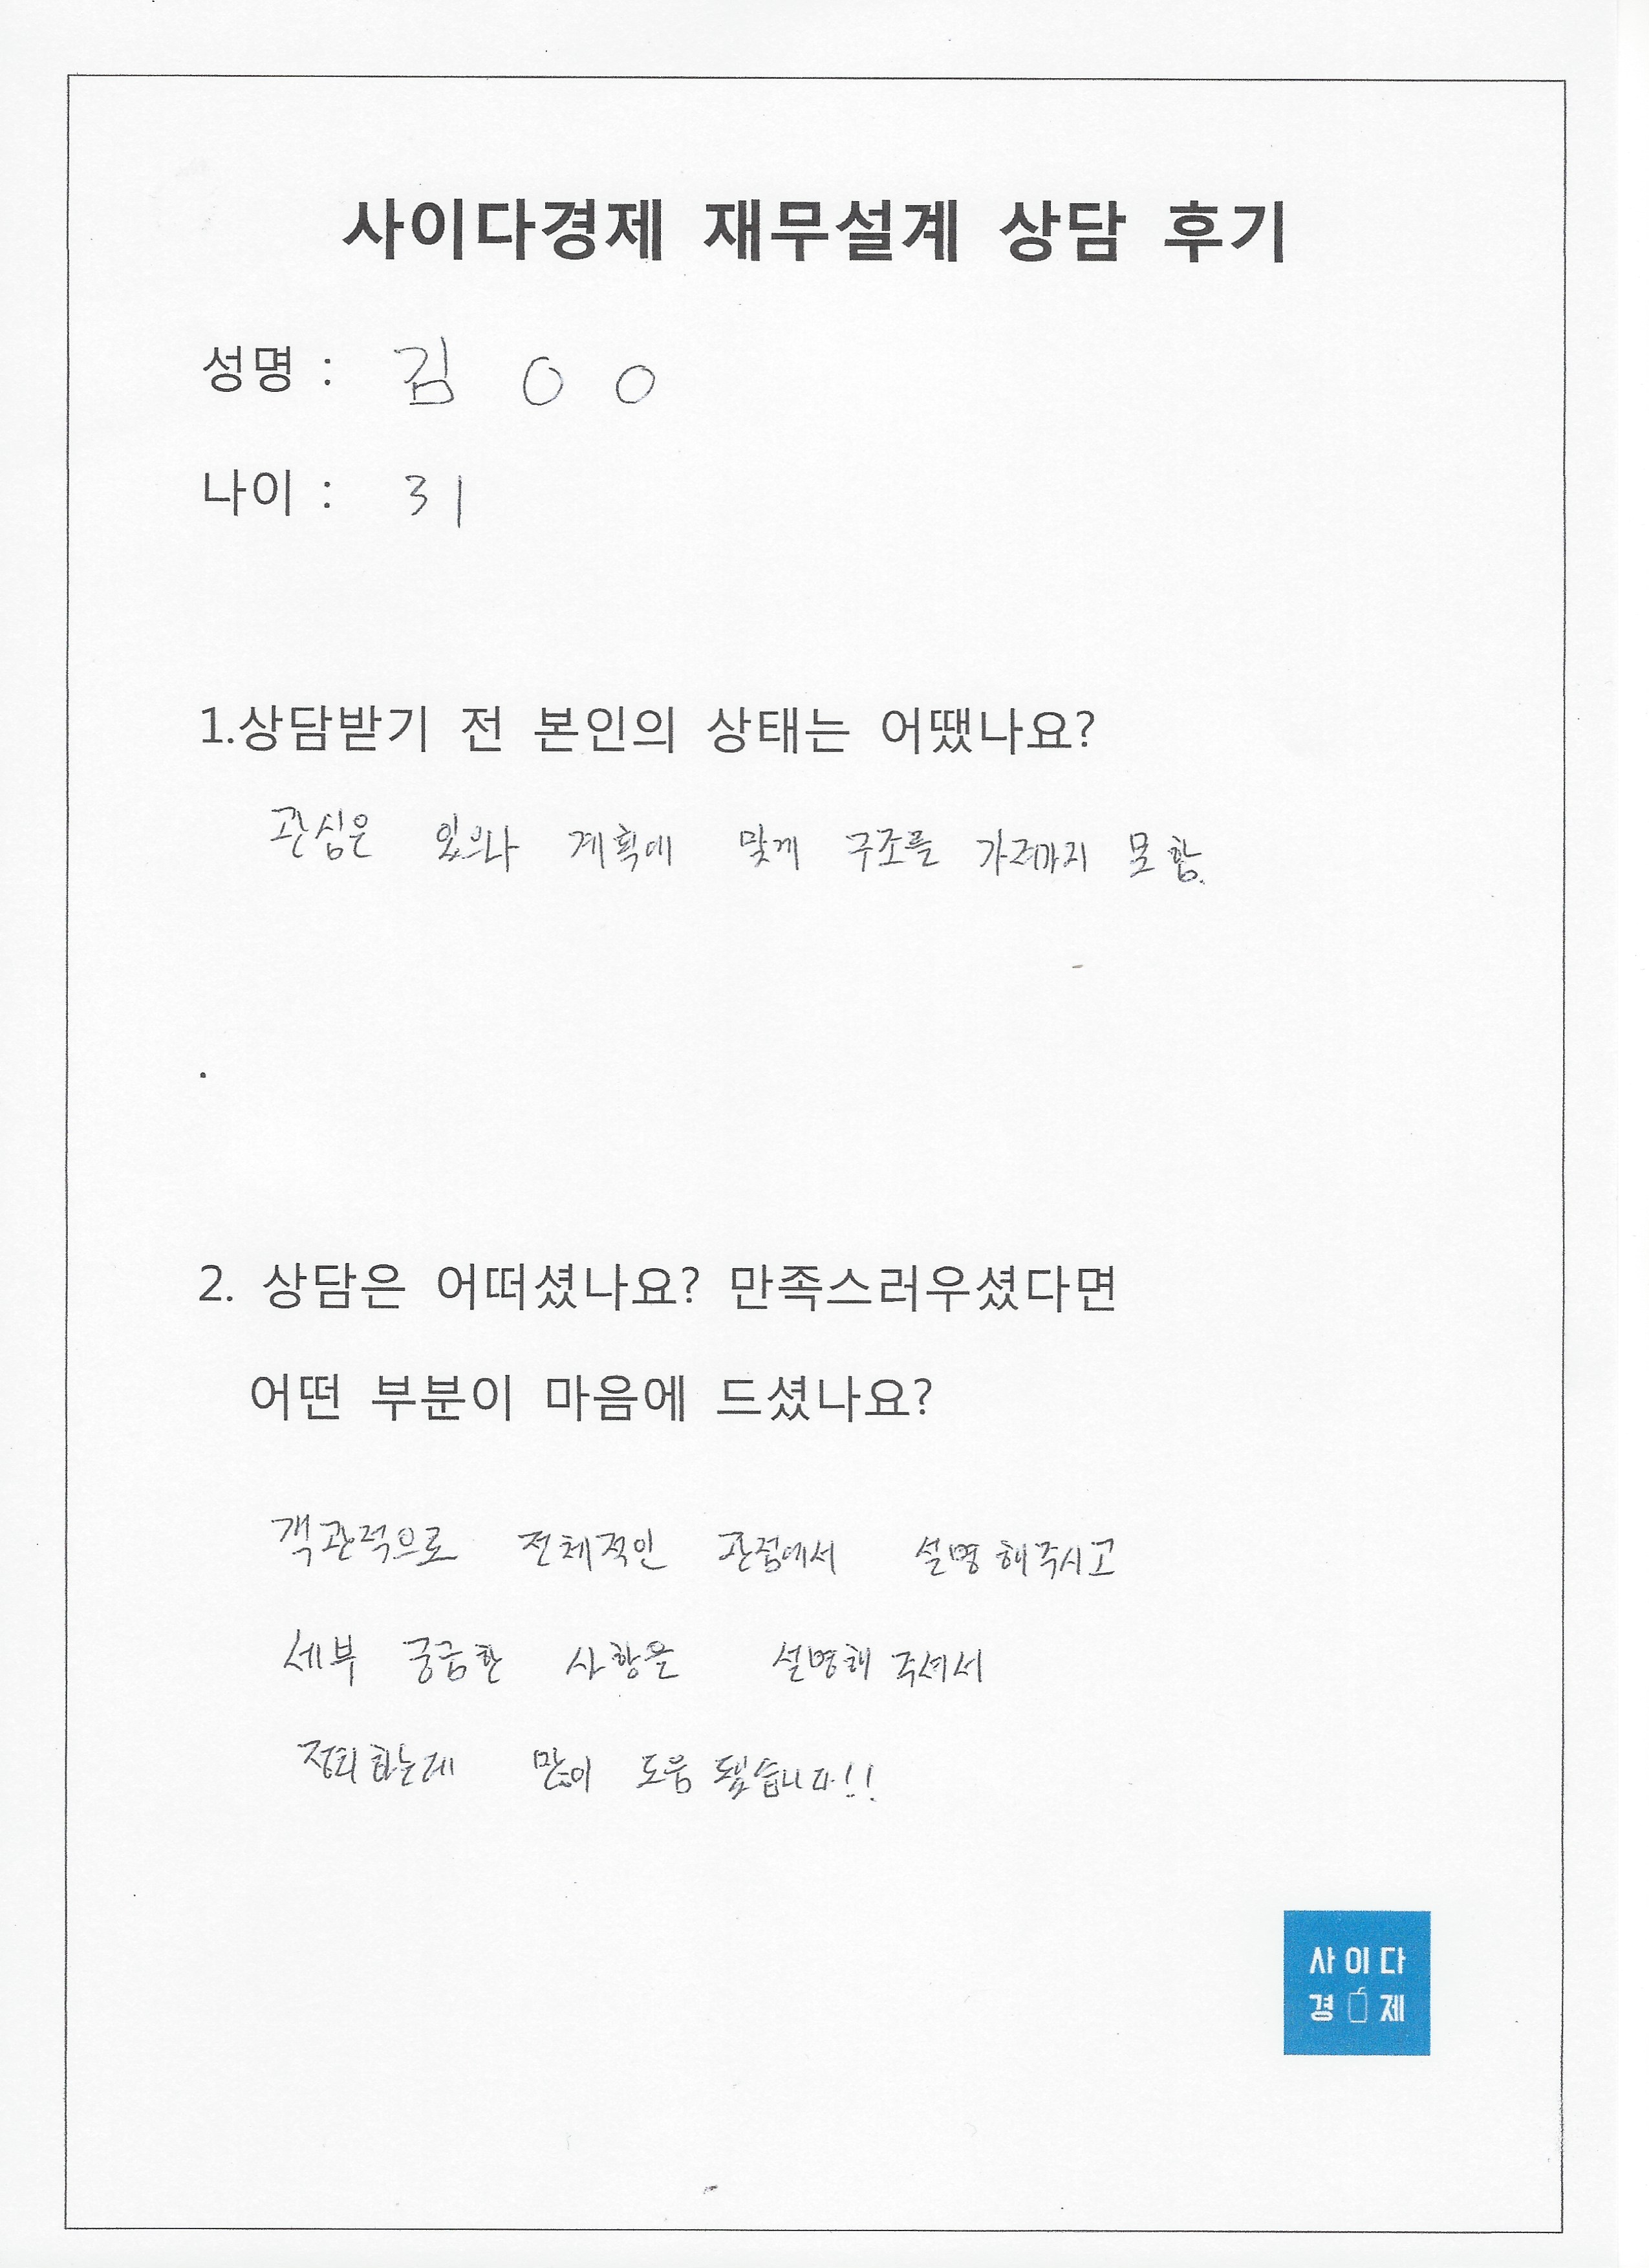 사이다경제 재무설계 상담 후기
성명 : 김 O O
나이 : 31
1.상담받기 전 본인의 상태는 어땠나요?
관심은 있으나 계획에 맞게 구조를 가져가지 못함.
2. 상담은 어떠셨나요? 만족스러우셨다면
어떤 부분이 마음에 드셨나요?
객관적으로 전체적인 관점에서 설명해주시고
세부 궁금한 사항을 설명해 주셔서
정리하는데 많이 도움 됐습니다!!
사이다
경제